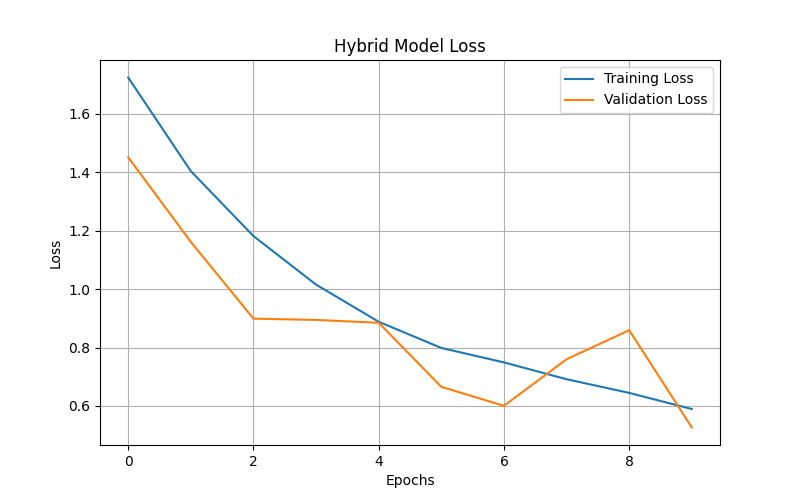 Hybrid Model Loss
Training Loss
Validation Loss
1.6
1.4
1.2
1.0
0.8
0.6
Loss
0 2 4 6 8
Epochs